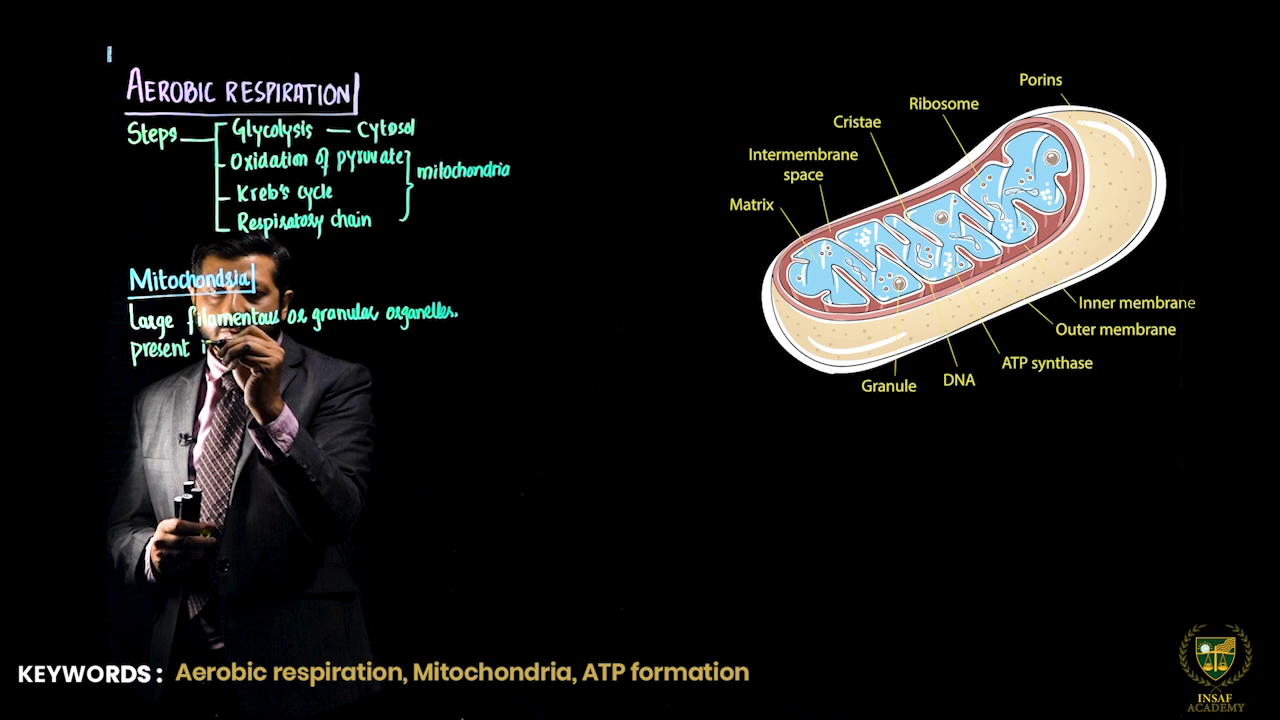 AEROBIC RESPIRATION
Steps
Glycolysis — Cytosol
Oxidation of pyruvate
Kreb's cycle
Respiratory chain
mitochondria
Mitochondria
Large filamentous or granular organelles.
present i
Porins
Ribosome
Cristae
Intermembrane
space
Matrix
Inner membrane
Outer membrane
ATP synthase
DNA
Granule
KEYWORDS : Aerobic respiration, Mitochondria, ATP formation
INSAF
ACADEMY